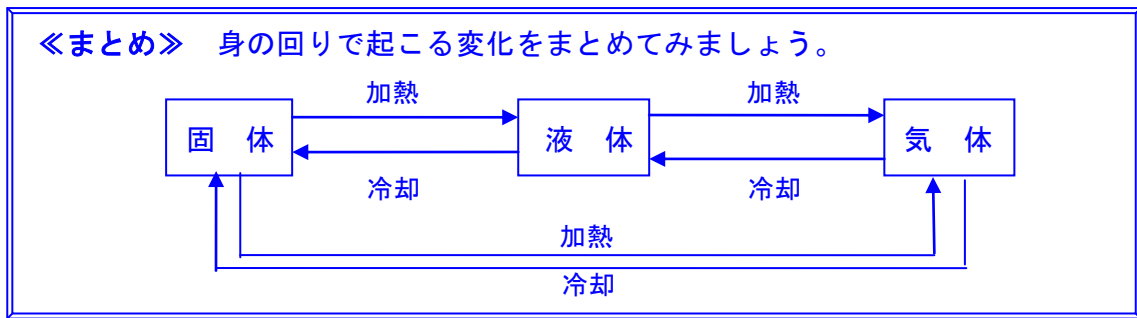 ≪まとめ≫　身の回りで起こる変化をまとめてみましょう。
加熱　加熱
固　体　液　体　気　体
冷却　冷却
加熱
冷却